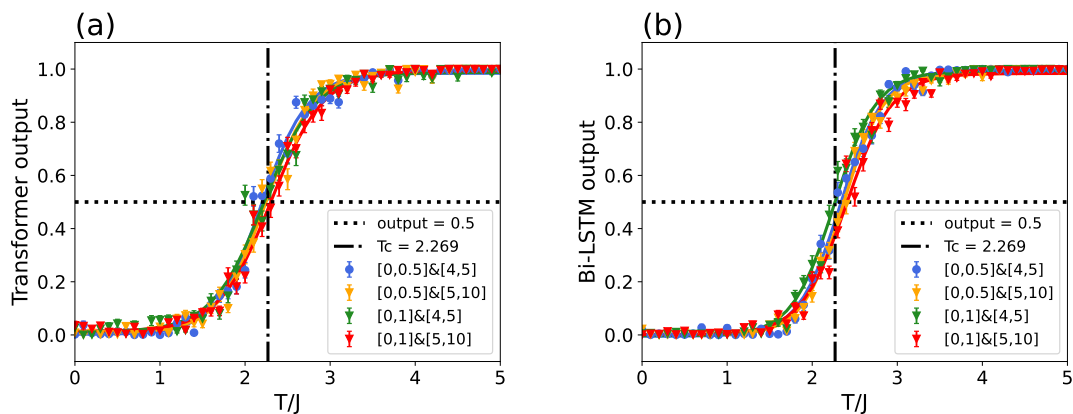 (a)
Transformer output
1.0
0.8
0.6
0.4
0.2
0.0
0 1 2 3 4 5
T/J
output = 0.5
Tc = 2.269
[0,0.5]&[4,5]
[0,0.5]&[5,10]
[0,1]&[4,5]
[0,1]&[5,10]
(b)
Bi-LSTM output
1.0
0.8
0.6
0.4
0.2
0.0
0 1 2 3 4 5
T/J
output = 0.5
Tc = 2.269
[0,0.5]&[4,5]
[0,0.5]&[5,10]
[0,1]&[4,5]
[0,1]&[5,10]